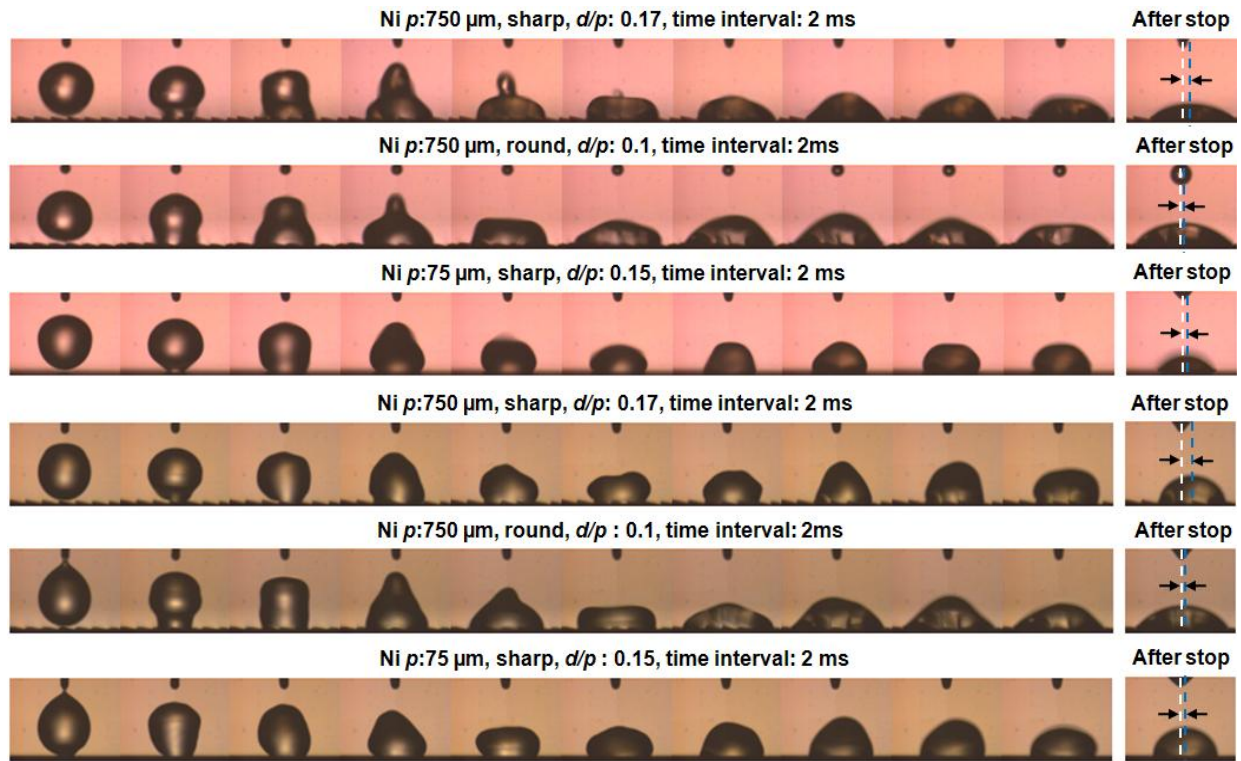 Ni p:750 µm, sharp, d/p: 0.17, time interval: 2 ms After stop
Ni p:750 µm, round, d/p: 0.1, time interval: 2ms After stop
Ni p:75 µm, sharp, d/p: 0.15, time interval: 2 ms After stop
Ni p:750 µm, sharp, d/p: 0.17, time interval: 2 ms After stop
Ni p:750 µm, round, d/p : 0.1, time interval: 2ms After stop
Ni p:75 µm, sharp, d/p : 0.15, time interval: 2 ms After stop